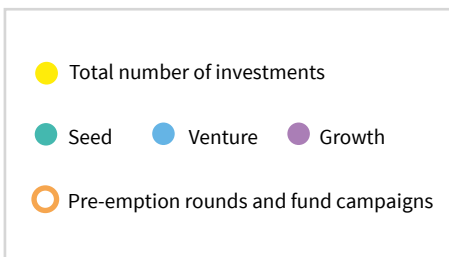 Total number of investments
Seed Venture Growth
Pre-emption rounds and fund campaigns